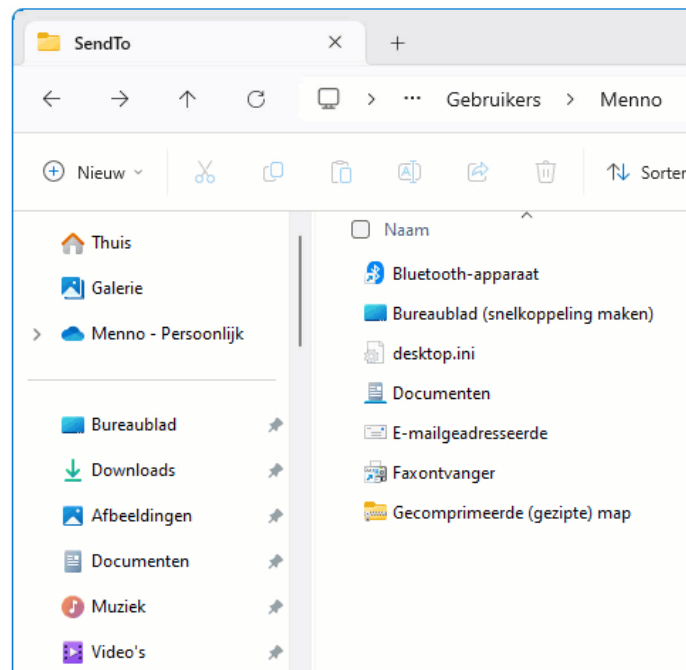 SendTo
Gebruikers > Menno
Nieuw
Sorter
Thuis
Galerie
Menno - Persoonlijk
Bureaublad
Downloads
Afbeeldingen
Documenten
Muziek
Video's
Naam
Bluetooth-apparaat
Bureaublad (snelkoppeling maken)
desktop.ini
Documenten
E-mailgeadresseerde
Faxontvanger
Gecomprimeerde (gezipte) map